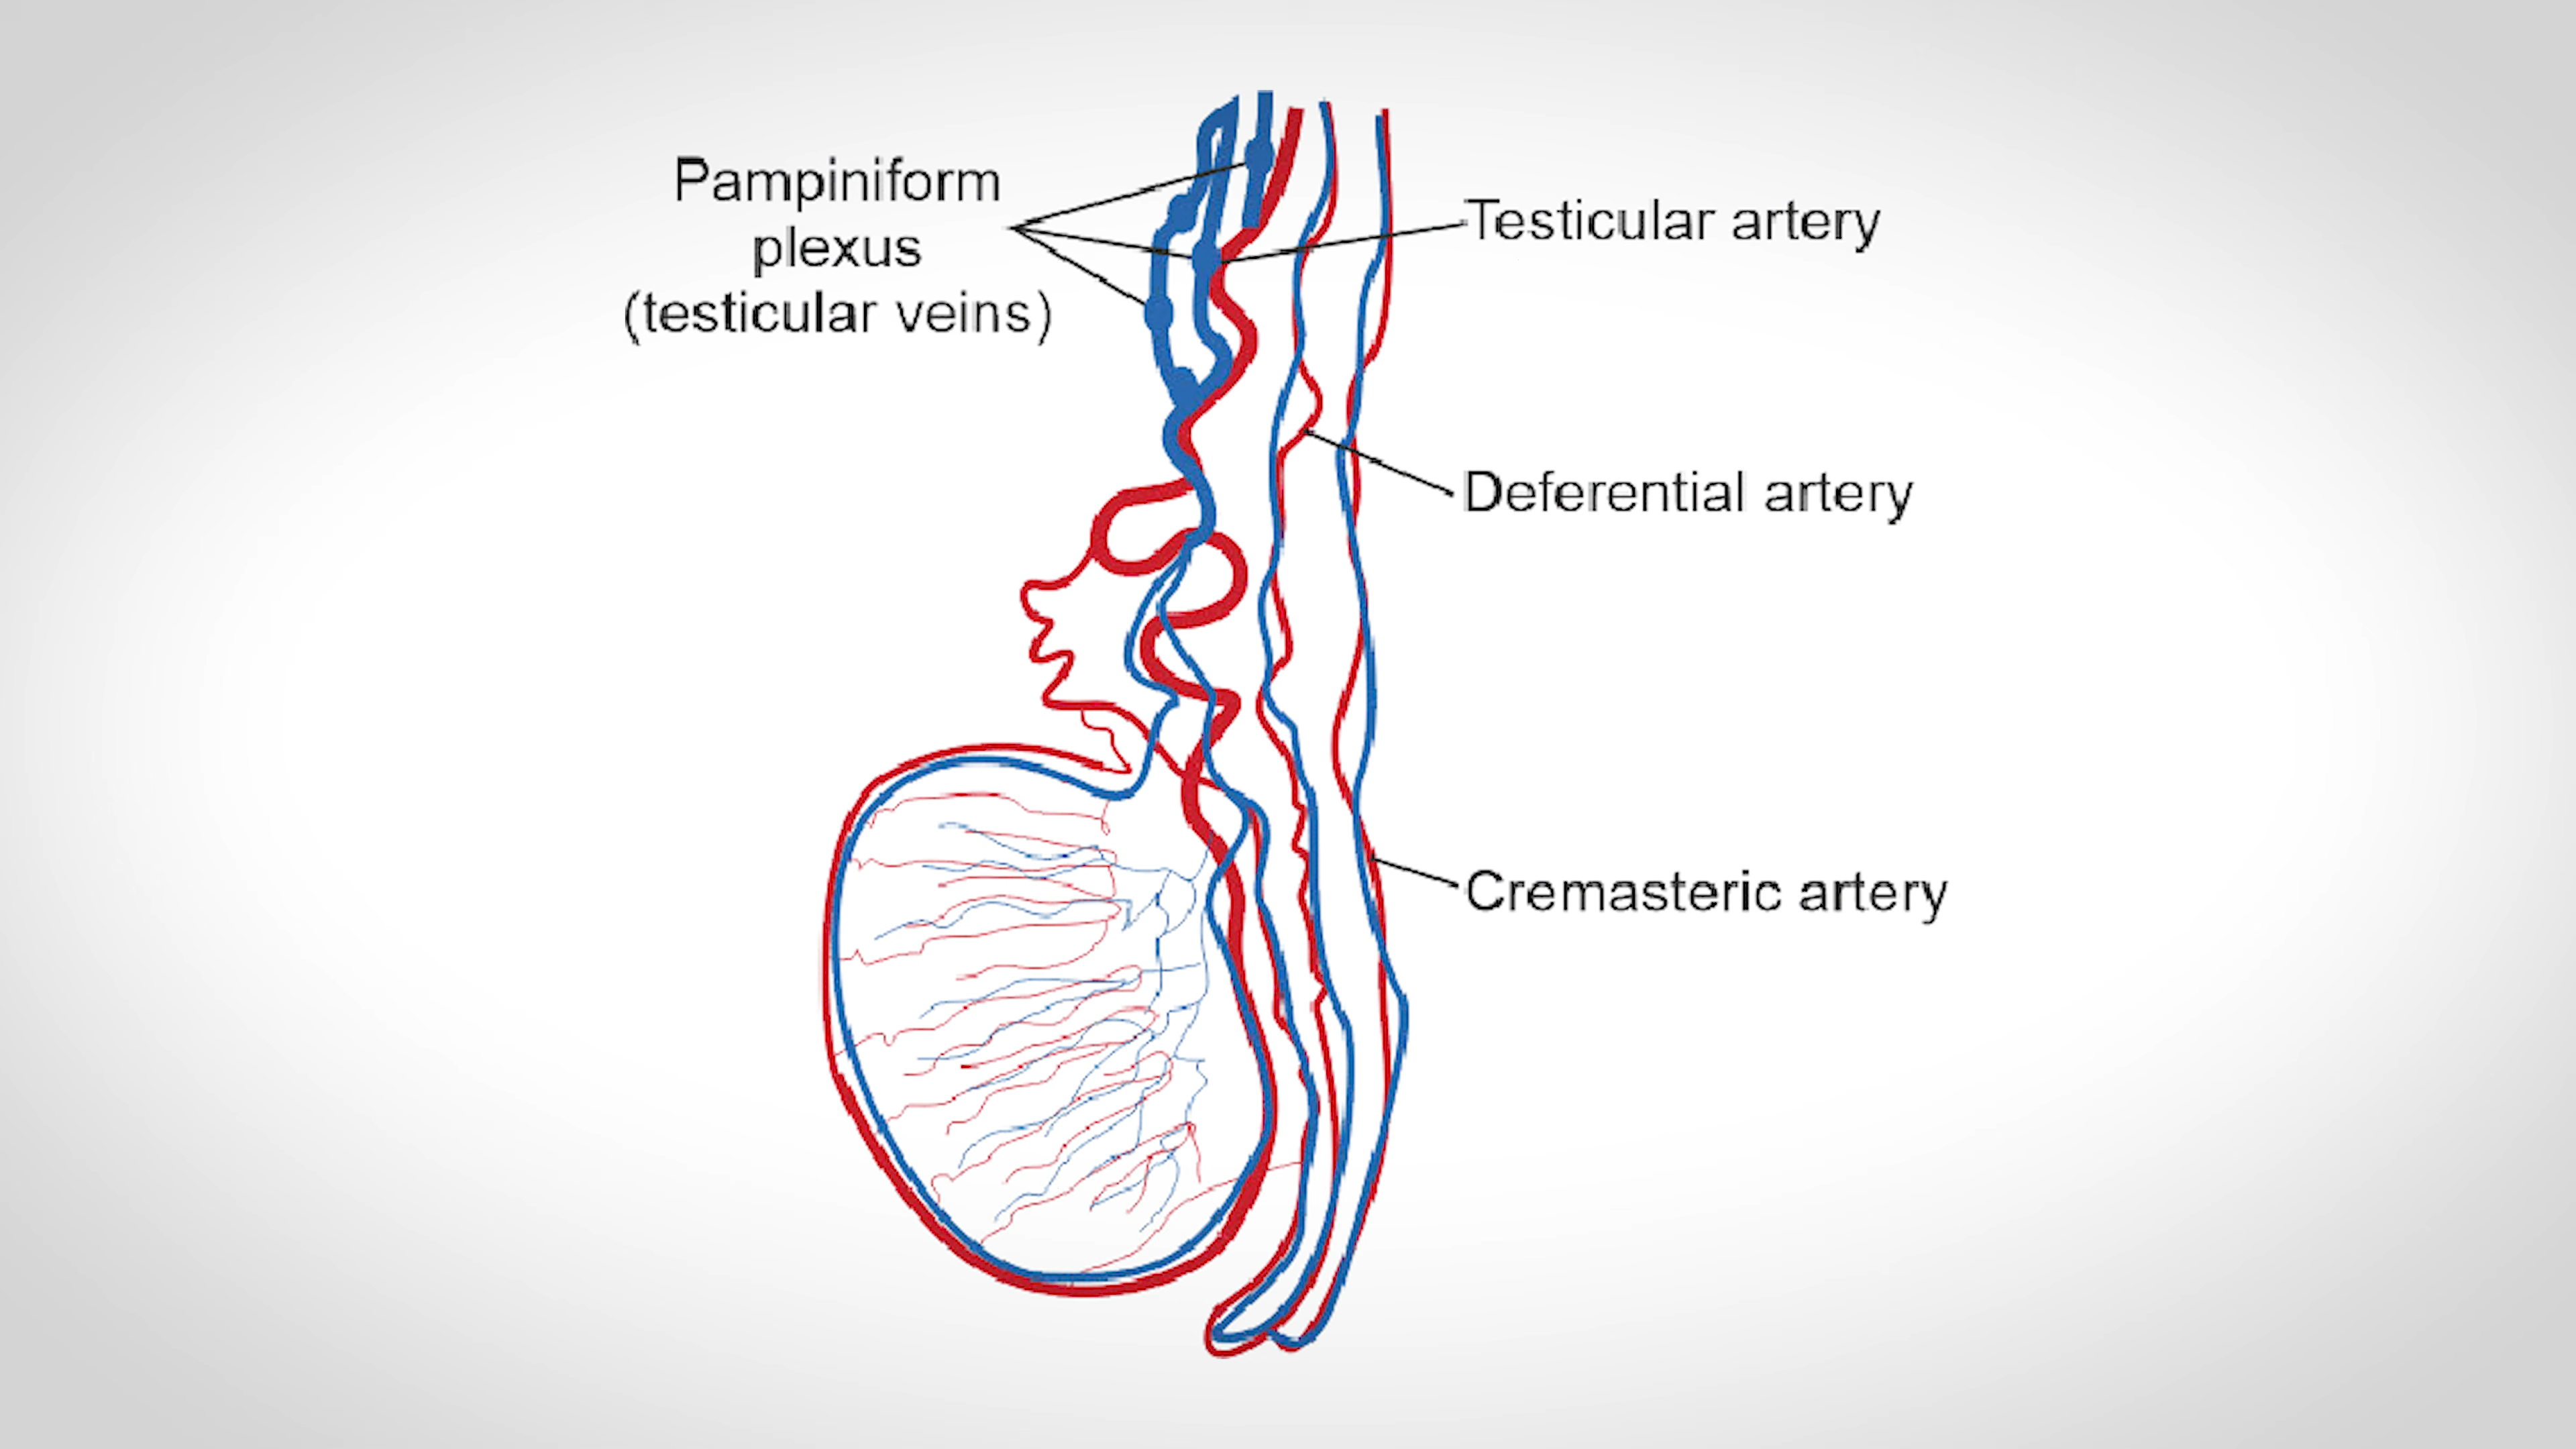 Pampiniform
plexus
(testicular veins)
Testicular artery
Deferential artery
Cremasteric artery